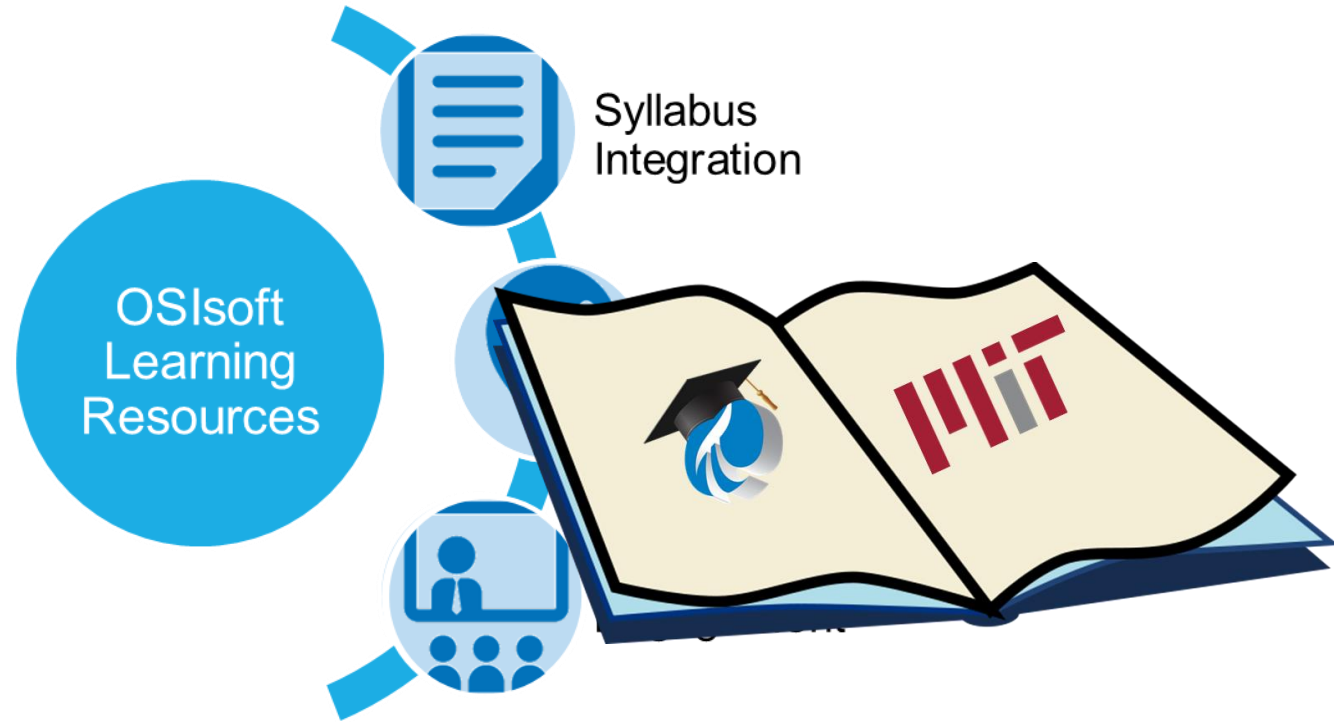 Syllabus
Integration
OSIsoft
Learning
Resources
MIT